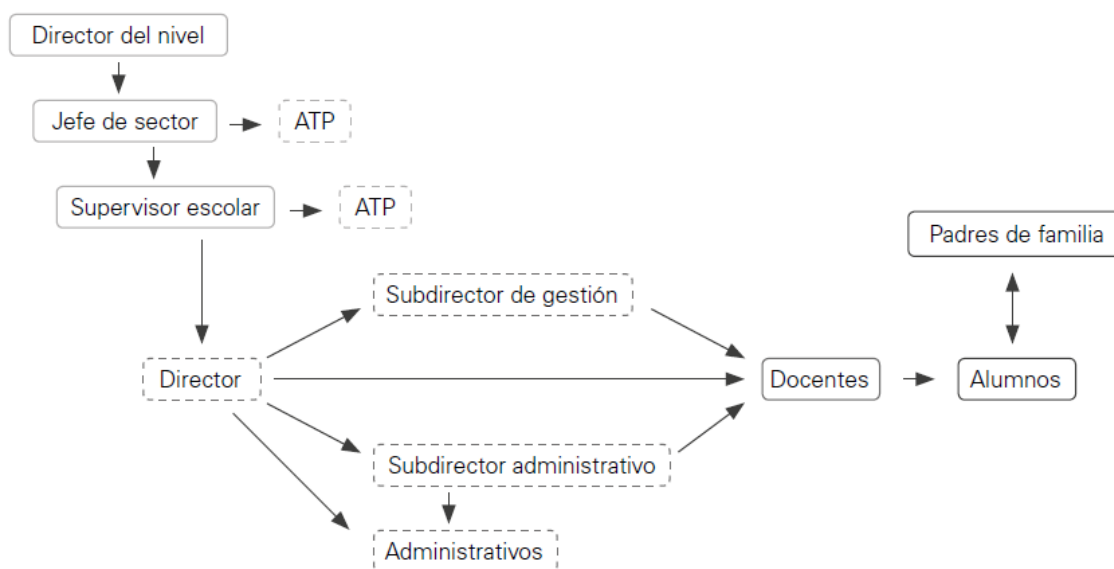 Director del nivel
Jefe de sector
ATP
Supervisor escolar
ATP
Padres de familia
Subdirector de gestión
Director
Docentes
Alumnos
Subdirector administrativo
Administrativos